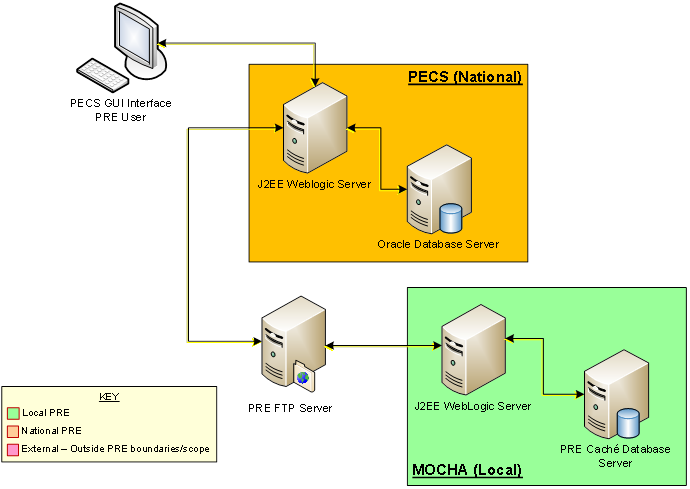 PECS (National)
PECS GUI Interface
PRE User
J2EE Weblogic Server
Oracle Database Server
PRE FTP Server
J2EE WebLogic Server
PRE Caché Database
Server
MOCHA (Local)
KEY
Local PRE
National PRE
External – Outside PRE boundaries/scope